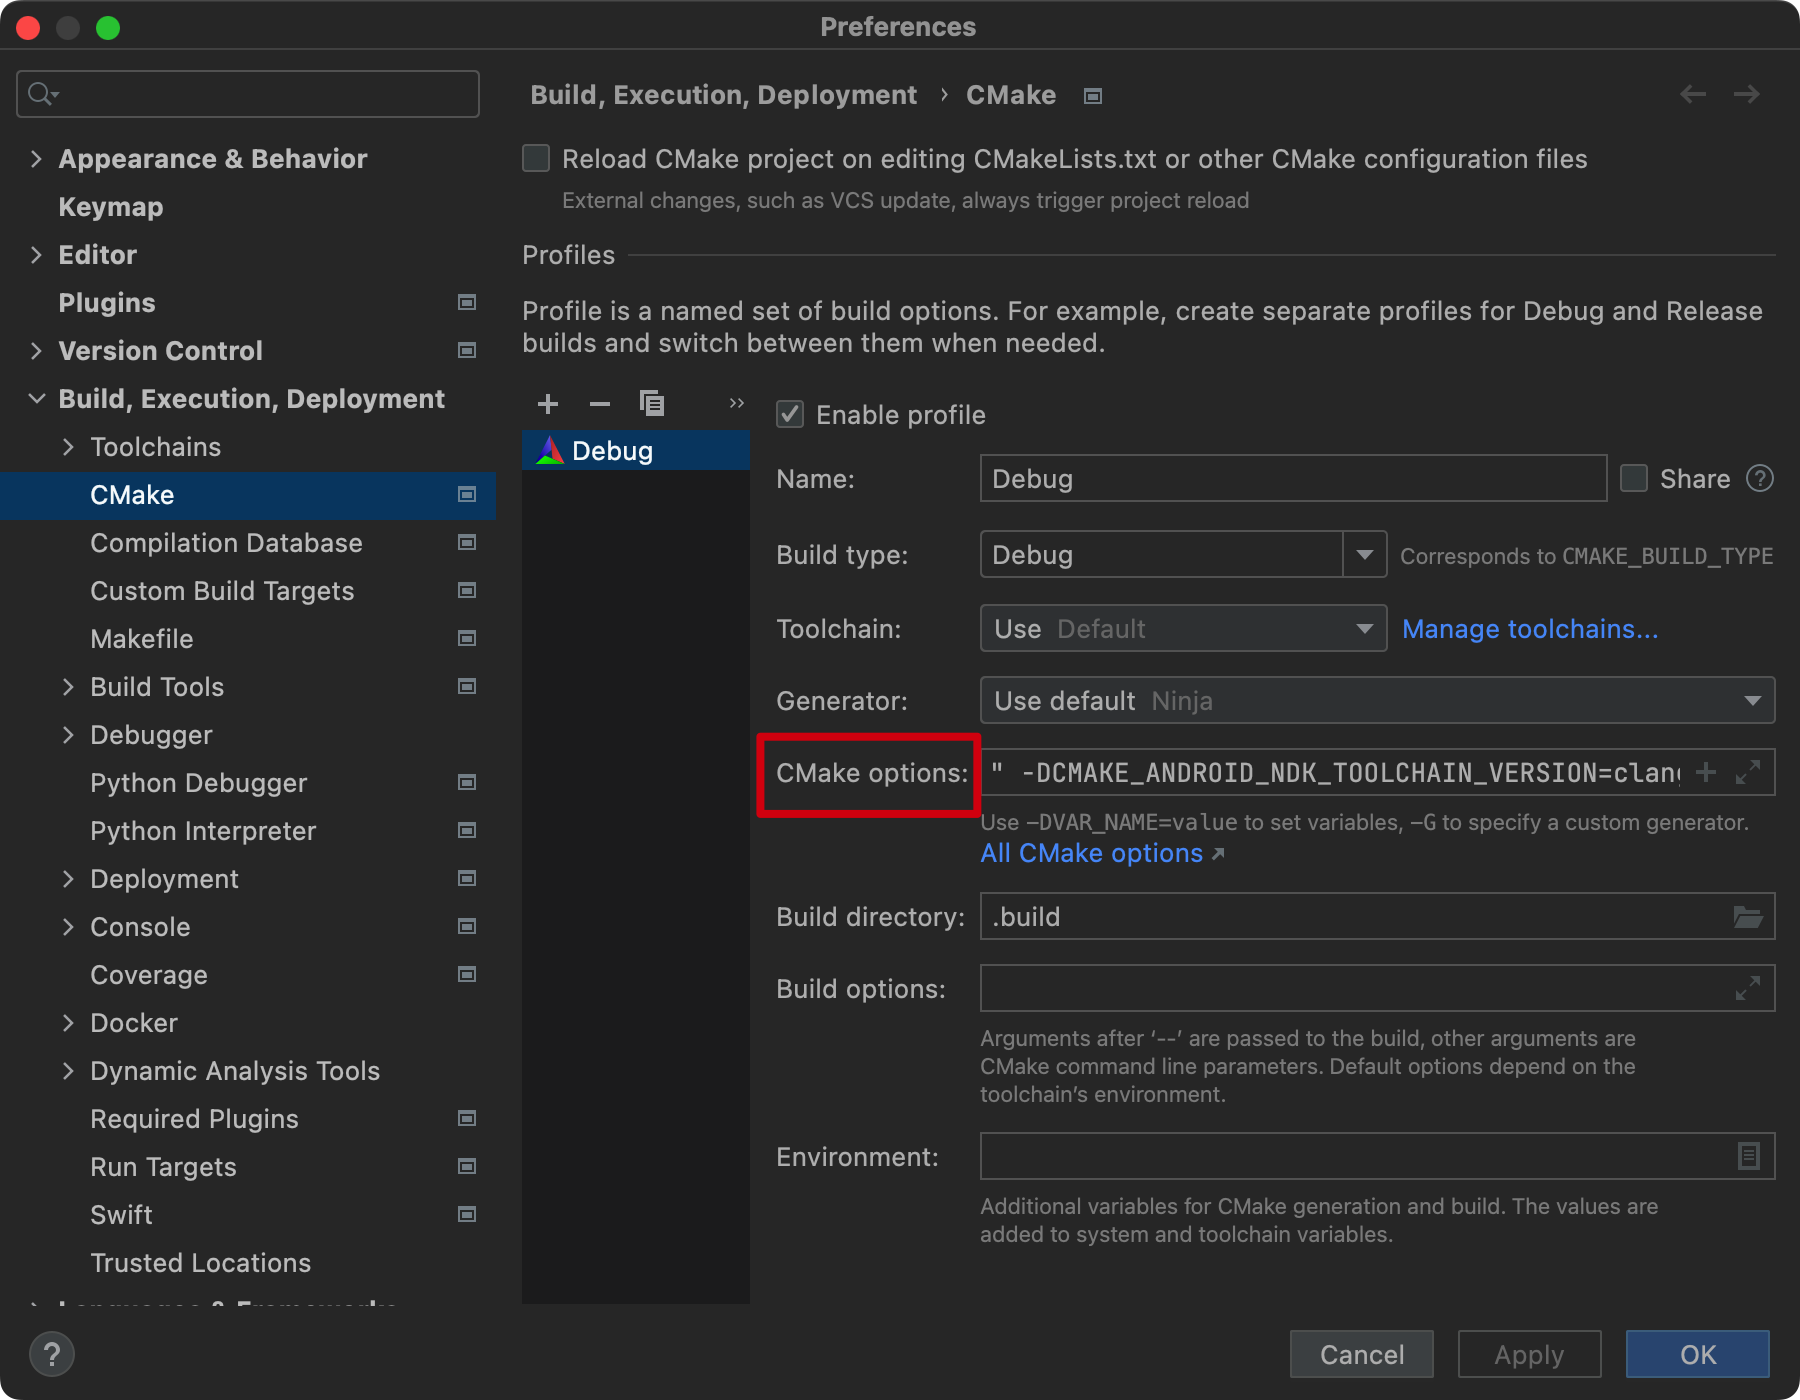 Preferences
Appearance & Behavior
Keymap
Editor
Plugins
Version Control
Build, Execution, Deployment
Toolchains
CMake
Compilation Database
Custom Build Targets
Makefile
Build Tools
Debugger
Python Debugger
Python Interpreter
Deployment
Console
Coverage
Docker
Dynamic Analysis Tools
Required Plugins
Run Targets
Swift
Trusted Locations
Languages & Frameworks
Build, Execution, Deployment › CMake
Reload CMake project on editing CMakeLists.txt or other CMake configuration files
External changes, such as VCS update, always trigger project reload
Profiles
Profile is a named set of build options. For example, create separate profiles for Debug and Release
builds and switch between them when needed.
Debug
Enable profile
Name: Debug Share ?
Build type: Debug Corresponds to CMAKE_BUILD_TYPE
Toolchain: Use Default Manage toolchains...
Generator: Use default Ninja
CMake options: " -DCMAKE_ANDROID_NDK_TOOLCHAIN_VERSION=clang
Use –DVAR_NAME=value to set variables, –G to specify a custom generator.
All CMake options ↗
Build directory: .build
Build options:
Arguments after ‘--’ are passed to the build, other arguments are
CMake command line parameters. Default options depend on the
toolchain’s environment.
Environment:
Additional variables for CMake generation and build. The values are
added to system and toolchain variables.
? Cancel Apply OK